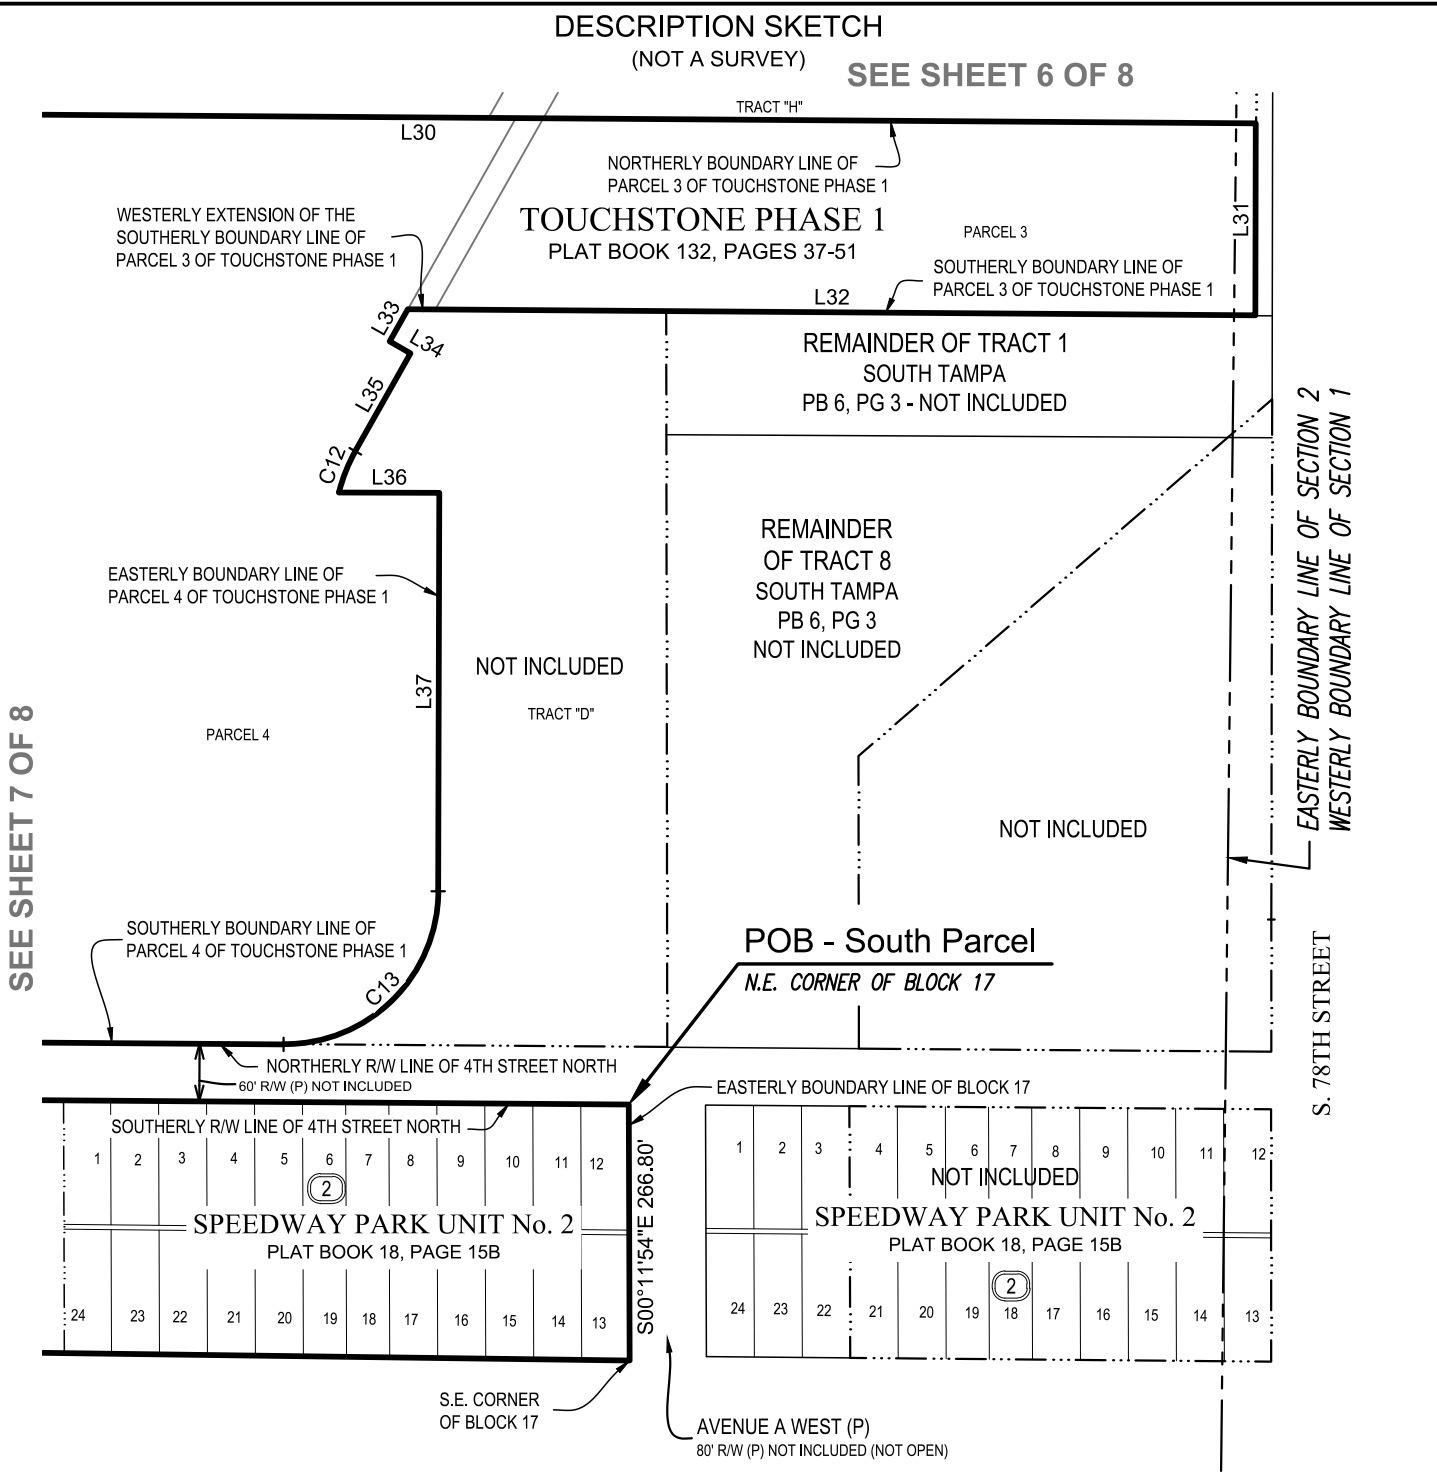 DESCRIPTION SKETCH
(NOT A SURVEY)
SEE SHEET 6 OF 8
TRACT "H"
L30
NORTHERLY BOUNDARY LINE OF
PARCEL 3 OF TOUCHSTONE PHASE 1
WESTERLY EXTENSION OF THE
SOUTHERLY BOUNDARY LINE OF
PARCEL 3 OF TOUCHSTONE PHASE 1
TOUCHSTONE PHASE 1
PLAT BOOK 132, PAGES 37-51
PARCEL 3
L31
SOUTHERLY BOUNDARY LINE OF
PARCEL 3 OF TOUCHSTONE PHASE 1
L32
L33
L34
L35
REMAINDER OF TRACT 1
SOUTH TAMPA
PB 6, PG 3 - NOT INCLUDED
C12
L36
EASTERLY BOUNDARY LINE OF SECTION 2
WESTERLY BOUNDARY LINE OF SECTION 1
REMAINDER
OF TRACT 8
SOUTH TAMPA
PB 6, PG 3
NOT INCLUDED
EASTERLY BOUNDARY LINE OF
PARCEL 4 OF TOUCHSTONE PHASE 1
NOT INCLUDED
L37
TRACT "D"
PARCEL 4
SEE SHEET 7 OF 8
NOT INCLUDED
SOUTHERLY BOUNDARY LINE OF
PARCEL 4 OF TOUCHSTONE PHASE 1
C13
POB - South Parcel
N.E. CORNER OF BLOCK 17
S. 78TH STREET
NORTHERLY R/W LINE OF 4TH STREET NORTH
60' R/W (P) NOT INCLUDED
EASTERLY BOUNDARY LINE OF BLOCK 17
SOUTHERLY R/W LINE OF 4TH STREET NORTH
1 2 3 4 5 6 7 8 9 10 11 12
2
SPEEDWAY PARK UNIT No. 2
PLAT BOOK 18, PAGE 15B
24 23 22 21 20 19 18 17 16 15 14 13
S00°11'54"E 266.80'
1 2 3 4 5 6 7 8 9 10 11 12
NOT INCLUDED
SPEEDWAY PARK UNIT No. 2
PLAT BOOK 18, PAGE 15B
2
24 23 22 21 20 19 18 17 16 15 14 13
S.E. CORNER
OF BLOCK 17
AVENUE A WEST (P)
80' R/W (P) NOT INCLUDED (NOT OPEN)